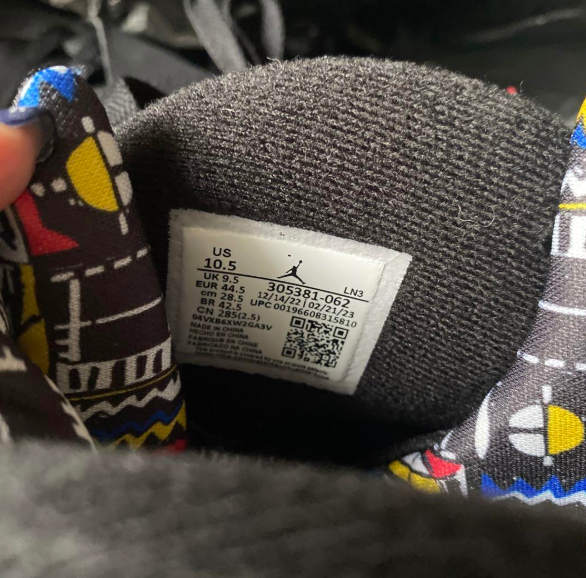 US
10.5
UK 9.5
EUR 44.5
cm 28.5
BR 42.5
CN 285(2.5)
305381-062
LN3
12/14/22 | 02/21/23
UPC 00196608315810
04VXB6XW2GA3V
MADE IN CHINA
HECHO EN CHINA
FABRIQUE EN CHINE
FABRICADO NA CHINA